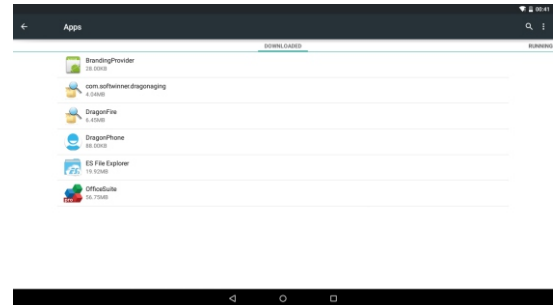 00:41
Apps
DOWNLOADED
RUNNING
BrandingProvider
28.00KB
com.softwinner.dragonaging
4.04MB
DragonFire
6.45MB
DragonPhone
88.00KB
ES File Explorer
19.92MB
OfficeSuite
56.75MB